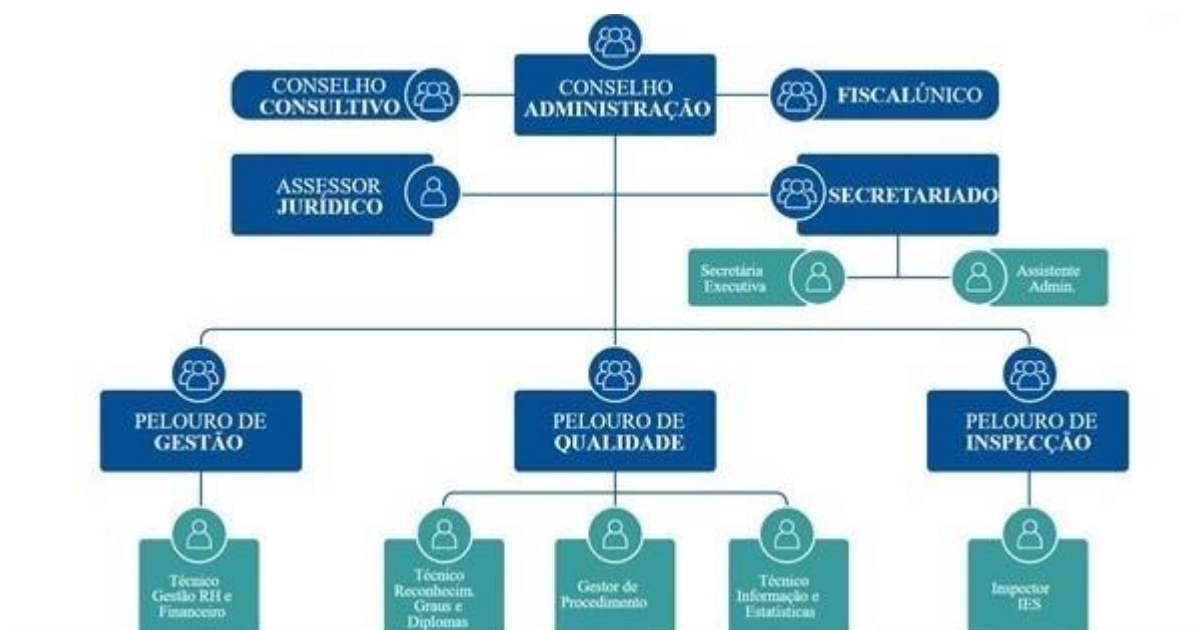 CONSELHO
ADMINISTRAÇÃO
CONSELHO
CONSULTIVO
FISCALÚNICO
ASSESSOR
JURÍDICO
SECRETARIADO
Secretária
Executiva
Assistente
Admin.
PELOURO DE
GESTÃO
PELOURO DE
QUALIDADE
PELOURO DE
INSPECÇÃO
Técnico
Gestão RH e
Financeiro
Técnico
Reconhecim.
Graus e
Diplomas
Gestor de
Procedimento
Técnico
Informação e
Estatísticas
Inspector
IES